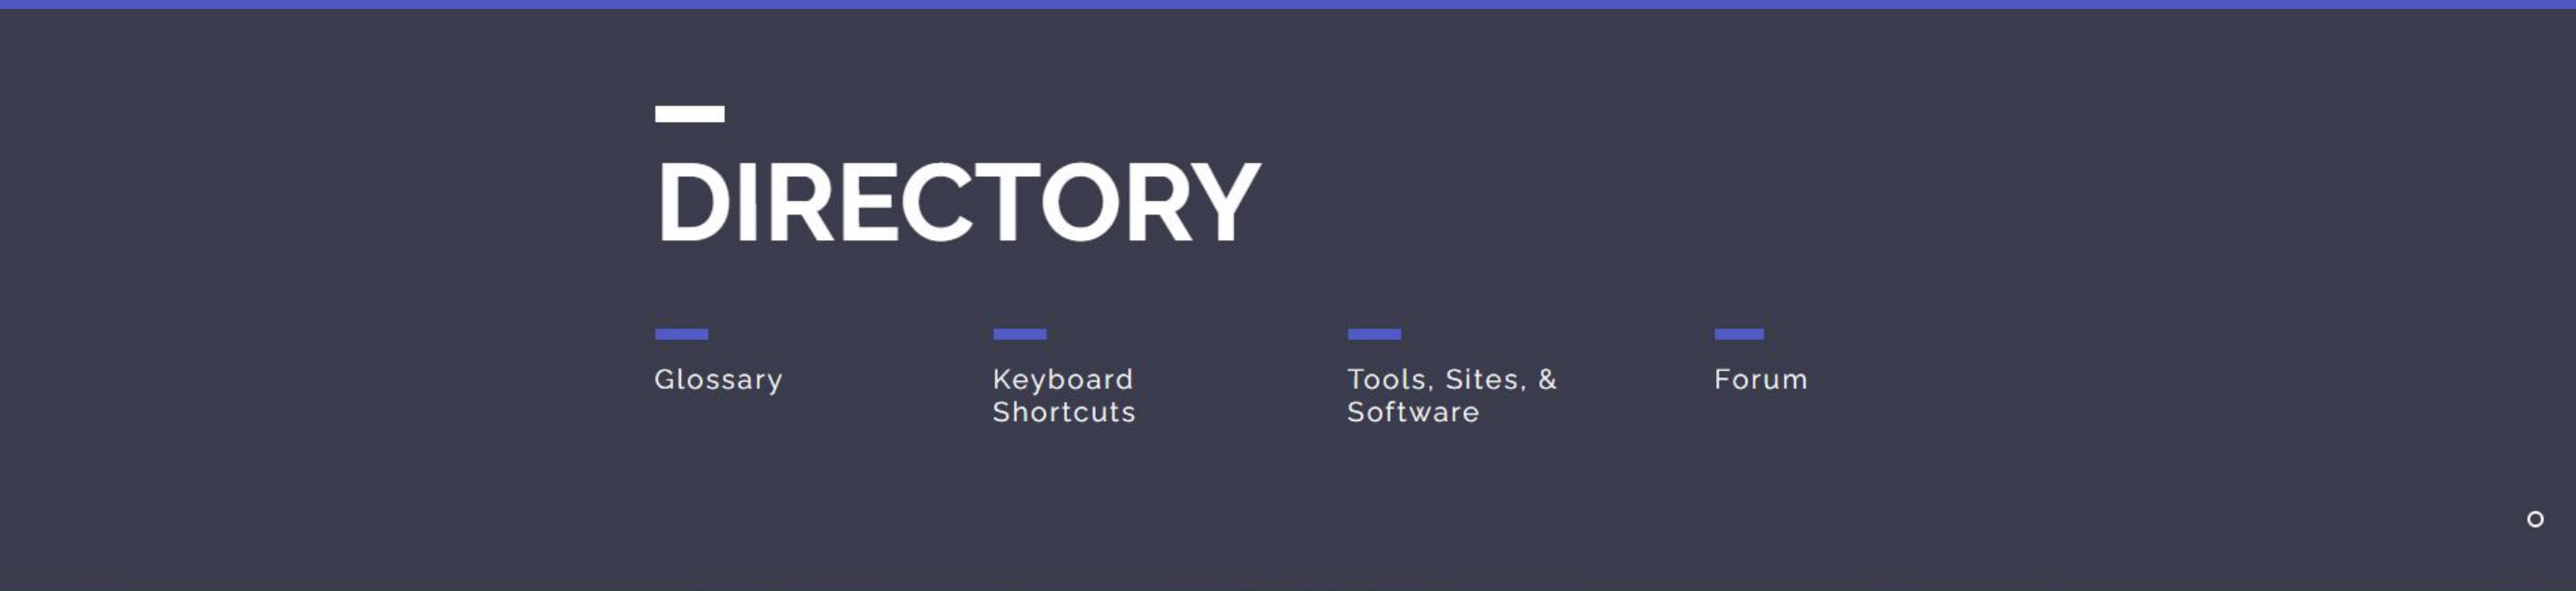 DIRECTORY
Glossary
Keyboard
Shortcuts
Tools, Sites, &
Software
Forum